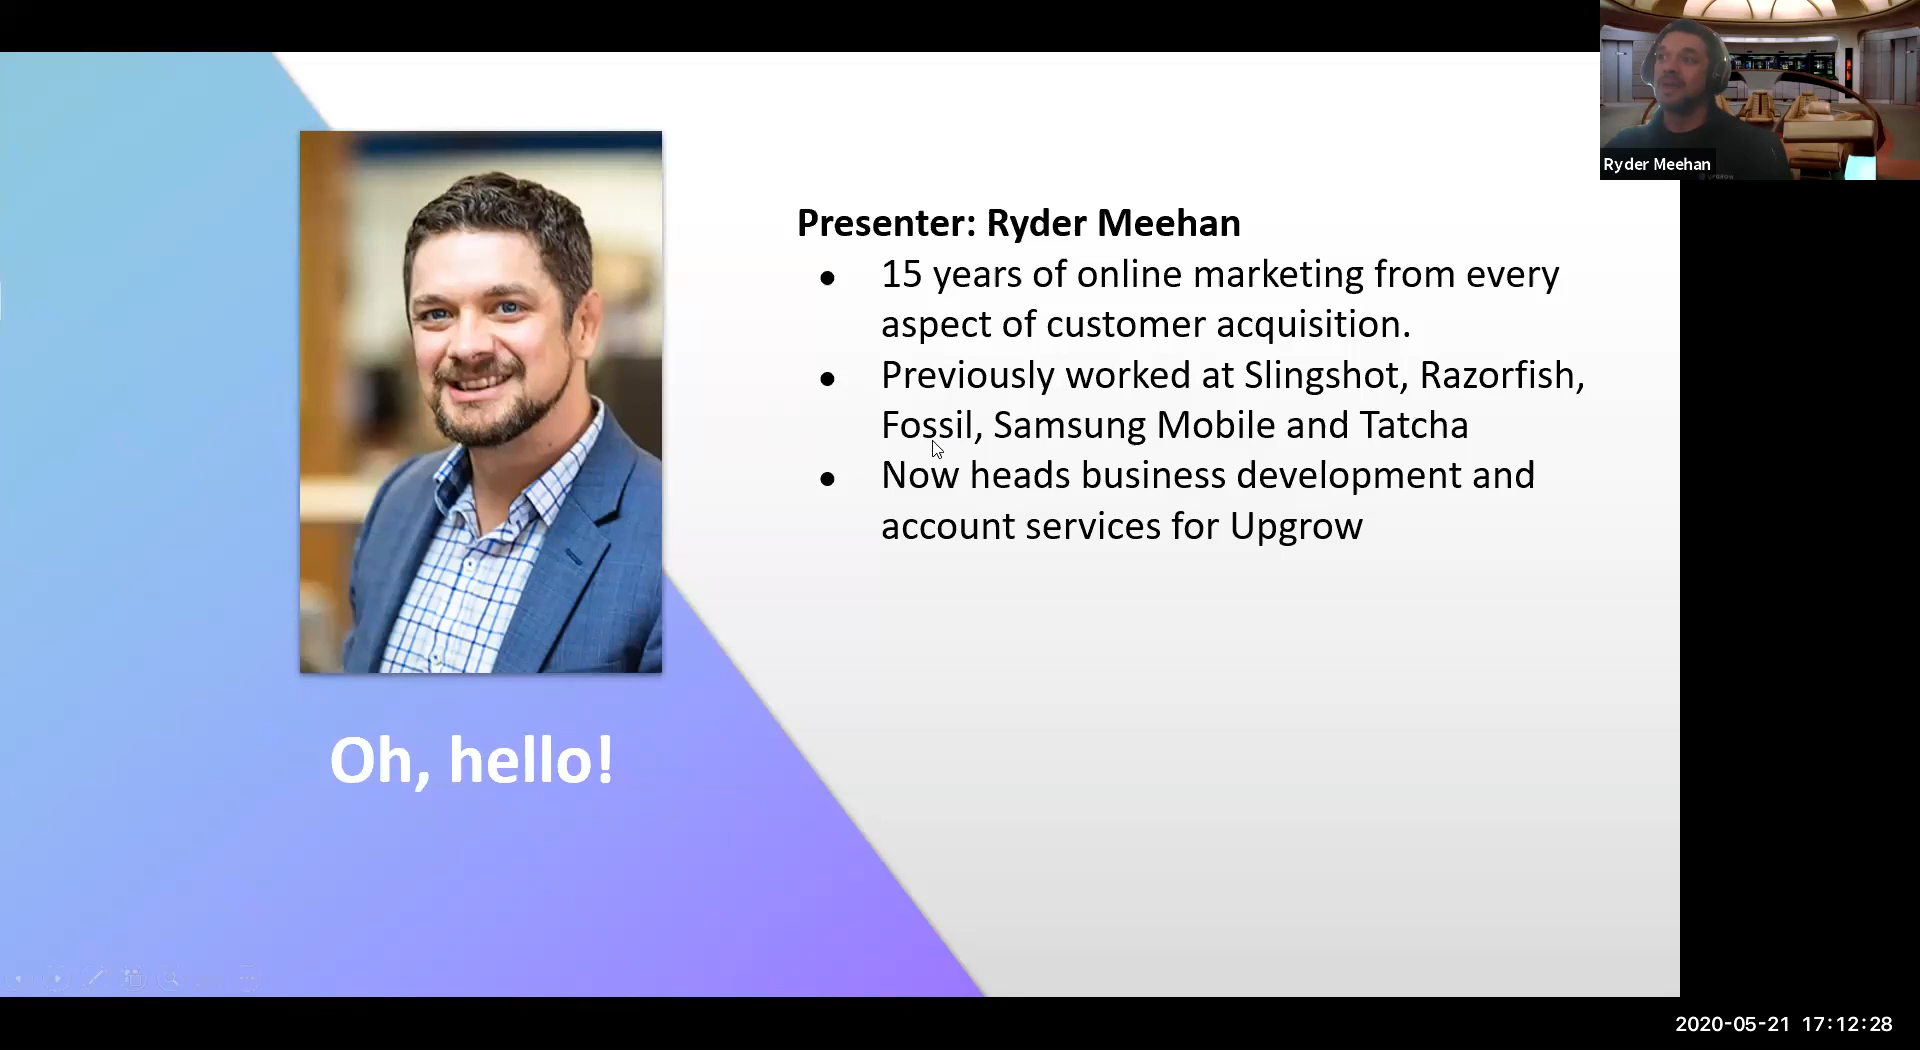 Ryder Meehan
Presenter: Ryder Meehan
● 15 years of online marketing from every
aspect of customer acquisition.
● Previously worked at Slingshot, Razorfish,
Fossil, Samsung Mobile and Tatcha
● Now heads business development and
account services for Upgrow
Oh, hello!
2020-05-21 17:12:28